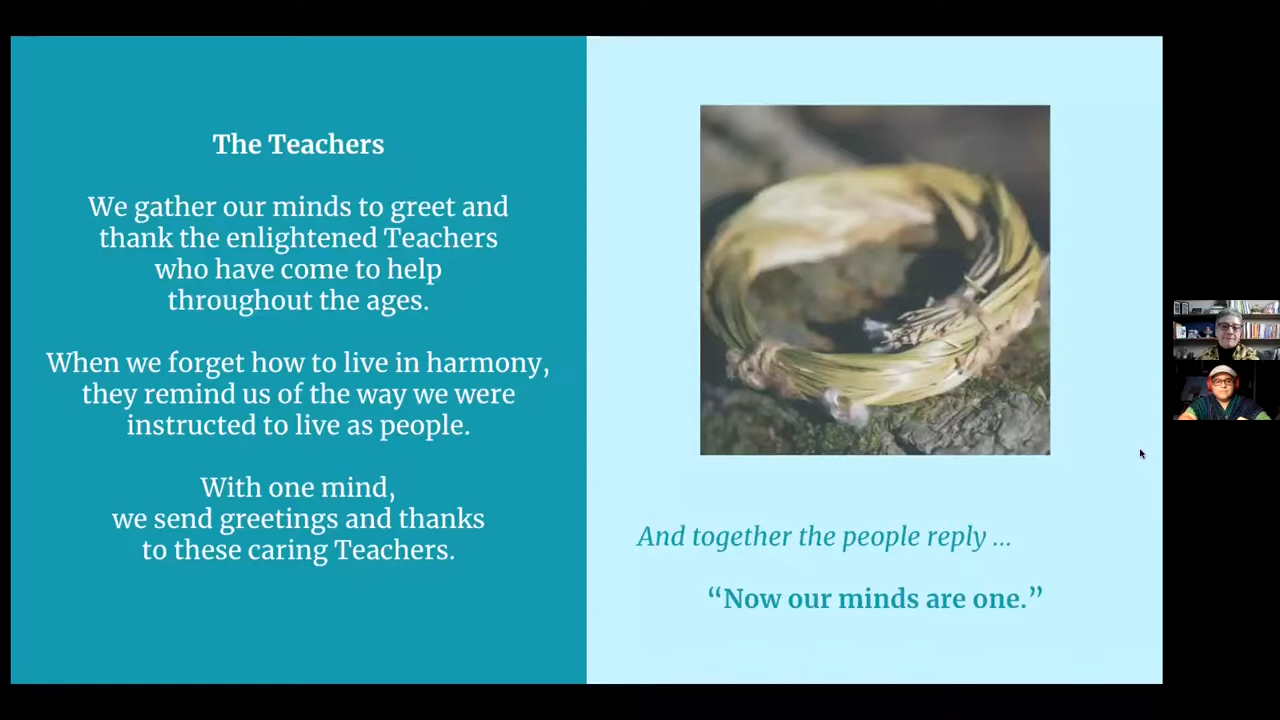 The Teachers
We gather our minds to greet and
thank the enlightened Teachers
who have come to help
throughout the ages.
When we forget how to live in harmony,
they remind us of the way we were
instructed to live as people.
With one mind,
we send greetings and thanks
to these caring Teachers.
And together the people reply ...
“Now our minds are one.”